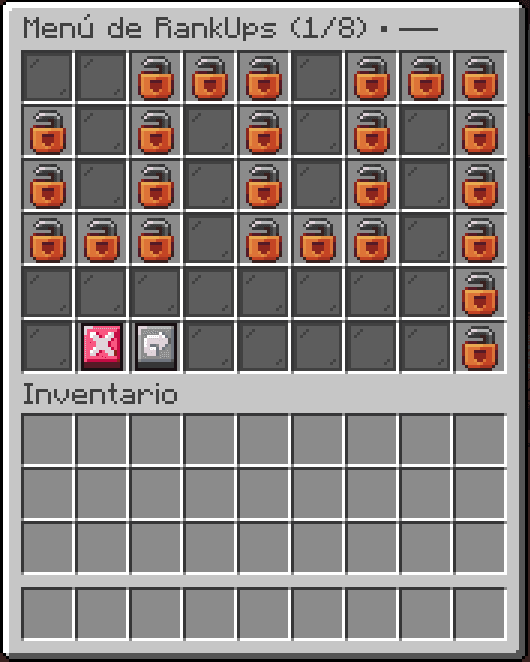 Menú de RankUps (1/8) • —
Inventario